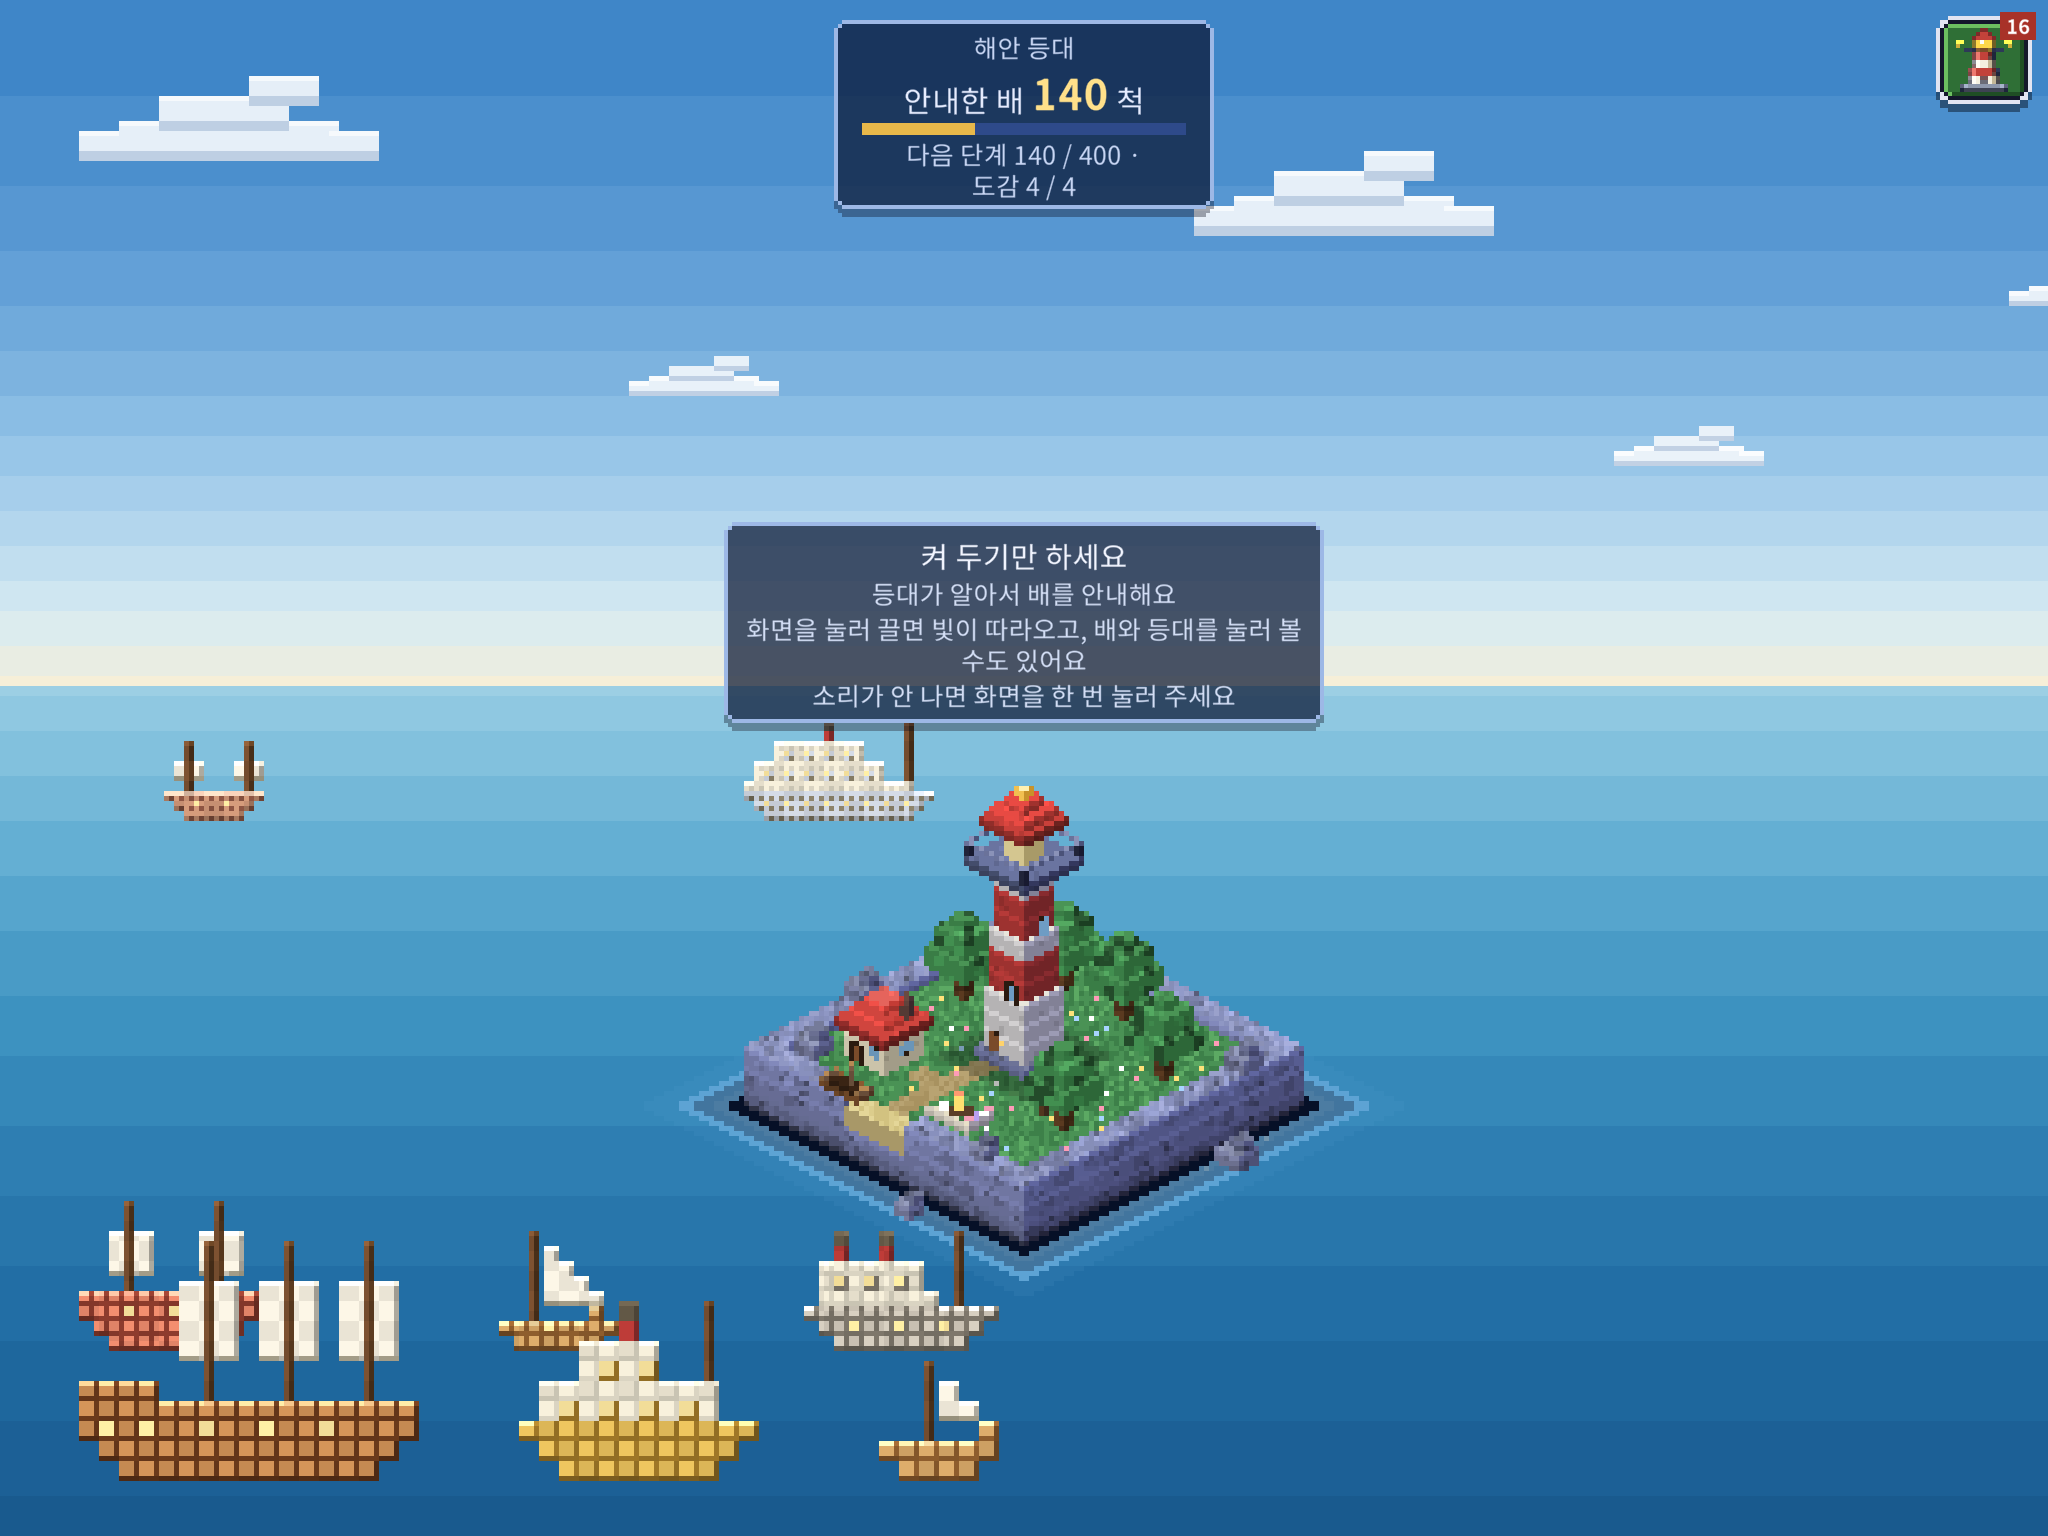 해안 등대
안내한 배 140 척
다음 단계 140 / 400 ·
도감 4 / 4
16
켜 두기만 하세요
등대가 알아서 배를 안내해요
화면을 눌러 끌면 빛이 따라오고, 배와 등대를 눌러 볼
수도 있어요
소리가 안 나면 화면을 한 번 눌러 주세요